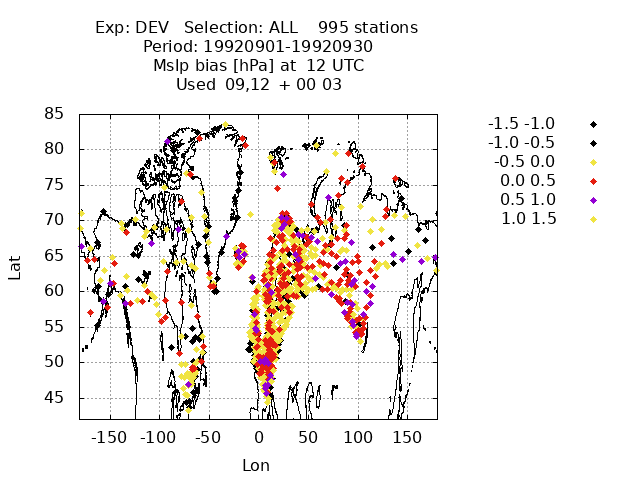 Exp: DEV Selection: ALL 995 stations
Period: 19920901-19920930
Mslp bias [hPa] at 12 UTC
Used 09,12 + 00 03
85
80
75
70
65
60
55
50
45
Lat
-150 -100 -50 0 50 100 150
Lon
-1.5 -1.0
-1.0 -0.5
-0.5 0.0
0.0 0.5
0.5 1.0
1.0 1.5